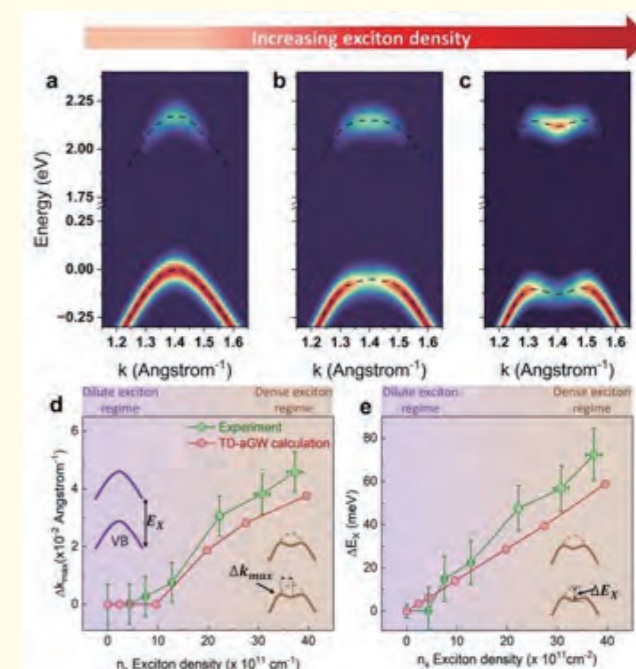 Increasing exciton density
a b c
2.25
2.00
1.75
0.25
0.00
−0.25
Energy (eV)
1.2 1.3 1.4 1.5 1.6
1.2 1.3 1.4 1.5 1.6
1.2 1.3 1.4 1.5 1.6
k (Angstrom⁻¹)
k (Angstrom⁻¹)
k (Angstrom⁻¹)
d
Dilute exciton
regime
Dense exciton
regime
Experiment
TD-aGW calculation
E_X
VB
Δk_max
6
4
2
0
Δk_max(x10⁻² Angstrom⁻¹)
0 10 20 30 40
n, Exciton density (x 10¹¹ cm⁻¹)
e
Dilute exciton
regime
Dense exciton
regime
ΔE_X
80
60
40
20
0
ΔE_X (meV)
0 10 20 30 40
n, Exciton density (x 10¹¹ cm⁻²)